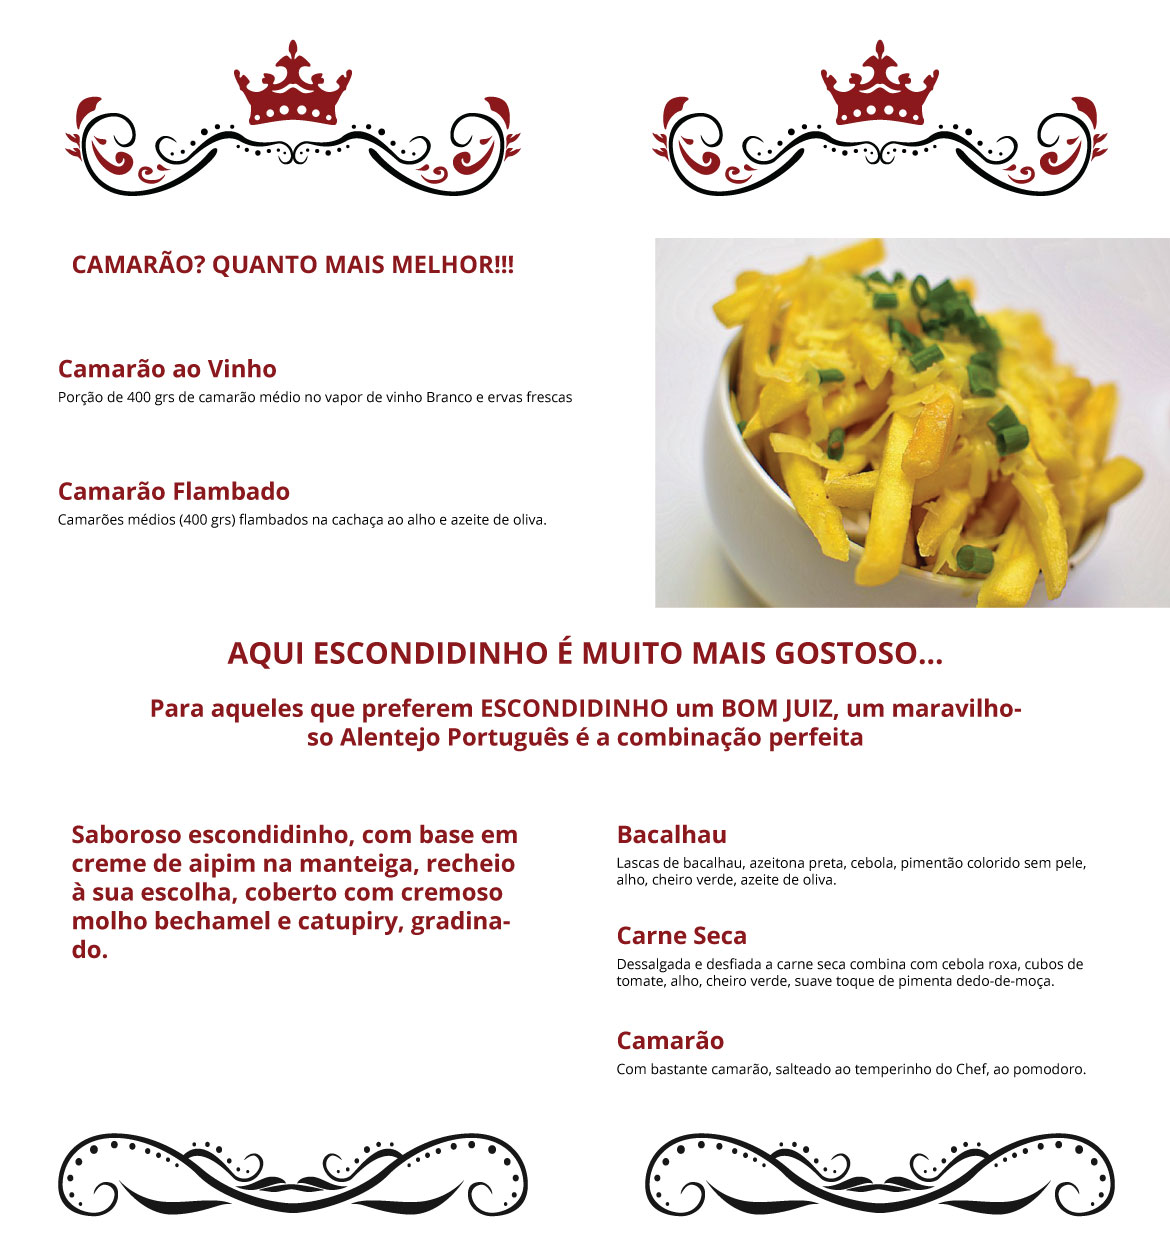 CAMARÃO? QUANTO MAIS MELHOR!!!
Camarão ao Vinho
Porção de 400 grs de camarão médio no vapor de vinho Branco e ervas frescas
Camarão Flambado
Camarões médios (400 grs) flambados na cachaça ao alho e azeite de oliva.
AQUI ESCONDIDINHO É MUITO MAIS GOSTOSO...
Para aqueles que preferem ESCONDIDINHO um BOM JUIZ, um maravilho-
so Alentejo Português é a combinação perfeita
Saboroso escondidinho, com base em
creme de aipim na manteiga, recheio
à sua escolha, coberto com cremoso
molho bechamel e catupiry, gradina-
do.
Bacalhau
Lascas de bacalhau, azeitona preta, cebola, pimentão colorido sem pele,
alho, cheiro verde, azeite de oliva.
Carne Seca
Dessalgada e desfiada a carne seca combina com cebola roxa, cubos de
tomate, alho, cheiro verde, suave toque de pimenta dedo-de-moça.
Camarão
Com bastante camarão, salteado ao temperinho do Chef, ao pomodoro.